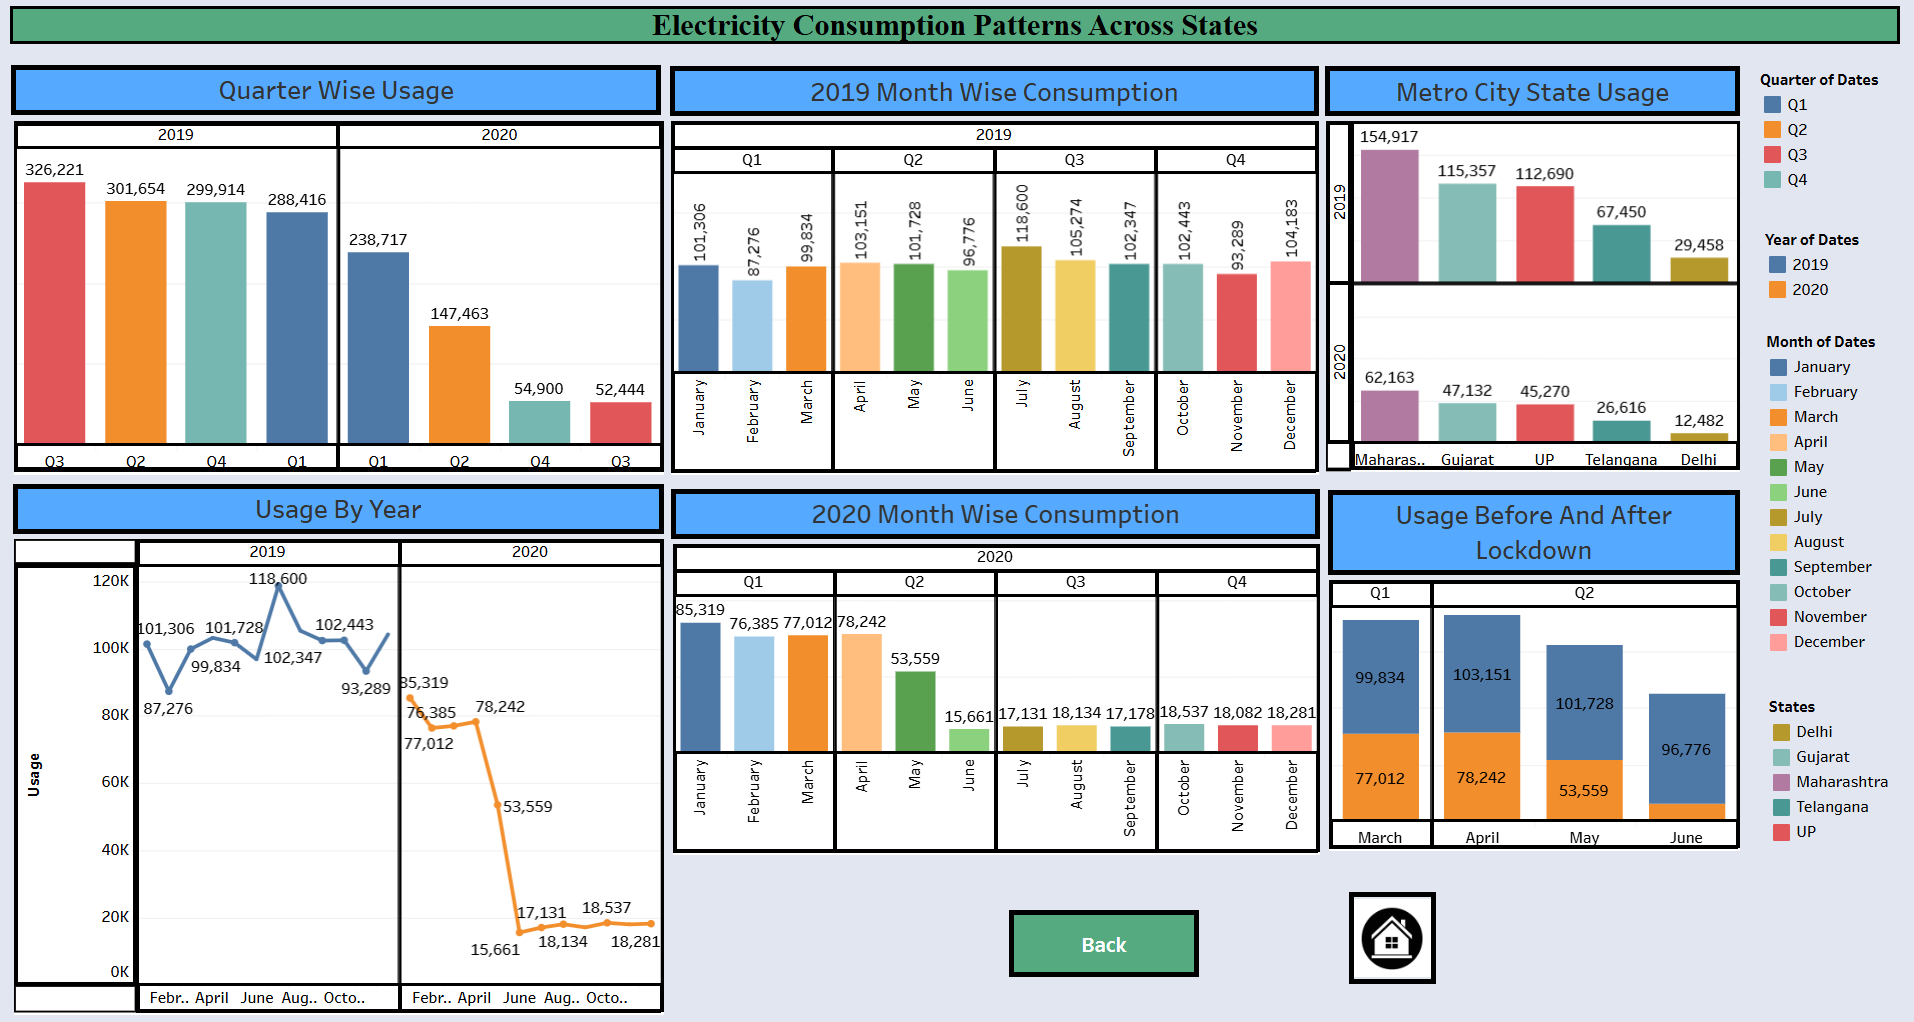 Electricity Consumption Patterns Across States
Quarter Wise Usage
2019 2020
326,221
301,654
299,914
288,416
238,717
147,463
54,900
52,444
Q3 Q2 Q4 Q1 Q1 Q2 Q4 Q3
2019 Month Wise Consumption
2019
Q1 Q2 Q3 Q4
101,306
87,276
99,834
103,151
101,728
96,776
118,600
105,274
102,347
102,443
93,289
104,183
January
February
March
April
May
June
July
August
September
October
November
December
Metro City State Usage
2019
154,917
115,357
112,690
67,450
29,458
2020
62,163
47,132
45,270
26,616
12,482
Maharas.. Gujarat UP Telangana Delhi
Quarter of Dates
Q1
Q2
Q3
Q4
Year of Dates
2019
2020
Month of Dates
January
February
March
April
May
June
July
August
September
October
November
December
States
Delhi
Gujarat
Maharashtra
Telangana
UP
Usage By Year
2019 2020
Usage
120K
100K
80K
60K
40K
20K
0K
101,306
87,276
99,834
101,728
118,600
102,347
102,443
93,289
85,319
76,385
77,012
78,242
53,559
15,661
17,131
18,134
18,537
18,281
Febr.. April June Aug.. Octo.. Febr.. April June Aug.. Octo..
2020 Month Wise Consumption
2020
Q1 Q2 Q3 Q4
85,319
76,385
77,012
78,242
53,559
15,661
17,131
18,134
17,178
18,537
18,082
18,281
January
February
March
April
May
June
July
August
September
October
November
December
Usage Before And After
Lockdown
Q1 Q2
99,834
77,012
103,151
78,242
101,728
53,559
96,776
March April May June
Back